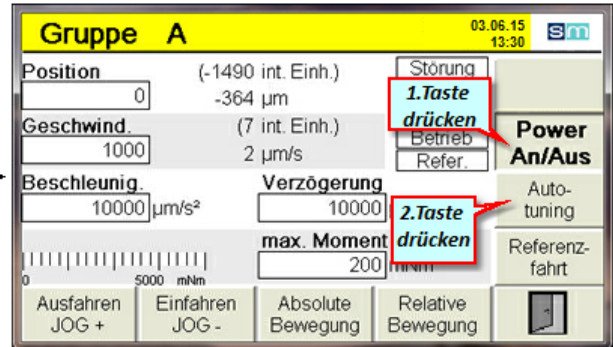 Gruppe A
03.06.15
13:30
sm
Position
(-1490 int. Einh.)
Störung
0
-364 µm
1.Taste
drücken
Geschwind.
(7 int. Einh.)
Betrieb
Power
An/Aus
1000
2 µm/s
Refer.
Beschleunig.
Verzögerung
Auto-
tuning
10000 µm/s²
10000
2.Taste
drücken
max. Moment
Referenz-
fahrt
0
5000 mNm
200 mNm
Ausfahren
JOG +
Einfahren
JOG -
Absolute
Bewegung
Relative
Bewegung